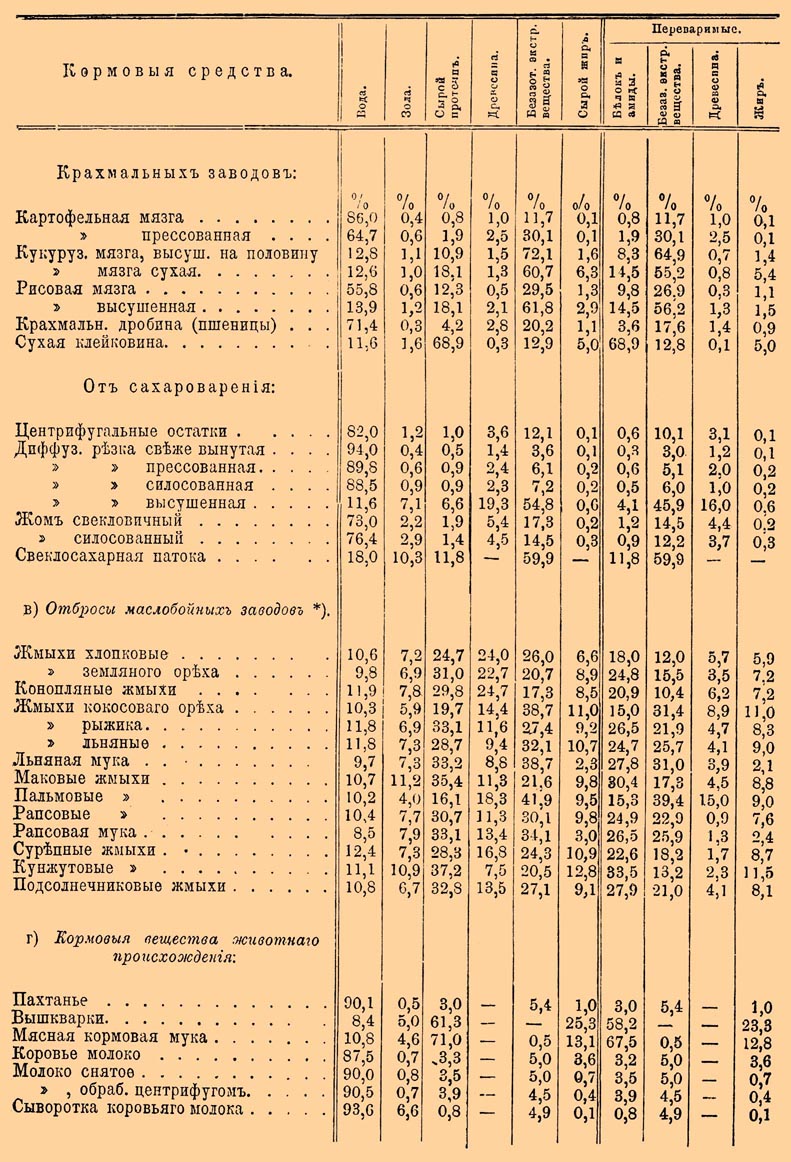 Кормовыя средства.
Вода.
Зола.
Сырой протеинъ.
Древесина.
Безазот. экстр. вещества.
Сырой жиръ.
Переваримые.
Бѣлокъ и амиды.
Безаз. экстр. вещества.
Древесина.
Жиръ.
Крахмальныхъ заводовъ:
% % % % % % % % % %
Картофельная мязга . . . . . . . . 86,0 0,4 0,8 1,0 11,7 0,1 0,8 11,7 1,0 0,1
» прессованная . . . . 64,7 0,6 1,9 2,5 30,1 0,1 1,9 30,1 2,5 0,1
Кукуруз. мязга, высуш. на половину 12,8 1,1 10,9 1,5 72,1 1,6 8,3 64,9 0,7 1,4
» мязга сухая. . . . . . . . 12,6 1,0 18,1 1,3 60,7 6,3 14,5 55,2 0,8 5,4
Рисовая мязга . . . . . . . . . . . 55,8 0,6 12,3 0,5 29,5 1,3 9,8 26,9 0,3 1,1
» высушенная . . . . . . . . 13,9 1,2 18,1 2,1 61,8 2,9 14,5 56,2 1,3 1,5
Крахмальн. дробина (пшеницы) . . . 71,4 0,3 4,2 2,8 20,2 1,1 3,6 17,6 1,4 0,9
Сухая клейковина. . . . . . . . . . 11,6 1,6 68,9 0,3 12,9 5,0 68,9 12,8 0,1 5,0
Отъ сахароваренія:
Центрифугальные остатки . . . . . 82,0 1,2 1,0 3,6 12,1 0,1 0,6 10,1 3,1 0,1
Диффуз. рѣзка свѣже вынутая . . . . 94,0 0,4 0,5 1,4 3,6 0,1 0,3 3,0 1,2 0,1
» » прессованная. . . . . 89,8 0,6 0,9 2,4 6,1 0,2 0,6 5,1 2,0 0,2
» » силосованная . . . . 88,5 0,9 0,9 2,3 7,2 0,2 0,5 6,0 1,0 0,2
» » высушенная . . . . . 11,6 7,1 6,6 19,3 54,8 0,6 4,1 45,9 16,0 0,6
Жомъ свекловичный . . . . . . . . 73,0 2,2 1,9 5,4 17,3 0,2 1,2 14,5 4,4 0,2
» силосованный . . . . . . . . 76,4 2,9 1,4 4,5 14,5 0,3 0,9 12,2 3,7 0,3
Свеклосахарная патока . . . . . . 18,0 10,3 11,8 — 59,9 — 11,8 59,9 — —
в) Отбросы маслобойныхъ заводовъ *).
Жмыхи хлопковые . . . . . . . . . 10,6 7,2 24,7 24,0 26,0 6,6 18,0 12,0 5,7 5,9
» земляного орѣха . . . . . . 9,8 6,9 31,0 22,7 20,7 8,9 24,8 15,5 3,5 7,2
Конопляные жмыхи . . . . . . . . 11,9 7,8 29,8 24,7 17,3 8,5 20,9 10,4 6,2 7,2
Жмыхи кокосоваго орѣха . . . . . . 10,3 5,9 19,7 14,4 38,7 11,0 15,0 31,4 8,9 11,0
» рыжика. . . . . . . . . . . 11,8 6,9 33,1 11,6 27,4 9,2 26,5 21,9 4,7 8,3
» льняные . . . . . . . . . . 11,8 7,3 28,7 9,4 32,1 10,7 24,7 25,7 4,1 9,0
Льняная мука . . . . . . . . . . . 9,7 7,3 33,2 8,8 38,7 2,3 27,8 31,0 3,9 2,1
Маковые жмыхи . . . . . . . . . . 10,7 11,2 35,4 11,3 21,6 9,8 30,4 17,3 4,5 8,8
Пальмовые » . . . . . . . . . . 10,2 4,0 16,1 18,3 41,9 9,5 15,3 39,4 15,0 9,0
Рапсовые » . . . . . . . . . . 10,4 7,7 30,7 11,3 30,1 9,8 24,9 22,9 0,9 7,6
Рапсовая мука . . . . . . . . . . 8,5 7,9 33,1 13,4 34,1 3,0 26,5 25,9 1,3 2,4
Сурѣпные жмыхи . . . . . . . . . 12,4 7,3 28,3 16,8 24,3 10,9 22,6 18,2 1,7 8,7
Кунжутовые » . . . . . . . . . . 11,1 10,9 37,2 7,5 20,5 12,8 33,5 13,2 2,3 11,5
Подсолнечниковые жмыхи . . . . . . 10,8 6,7 32,8 13,5 27,1 9,1 27,9 21,0 4,1 8,1
г) Кормовыя вещества животнаго
происхожденія:
Пахтанье . . . . . . . . . . . . . 90,1 0,5 3,0 — 5,4 1,0 3,0 5,4 — 1,0
Вышкварки. . . . . . . . . . . . . 8,4 5,0 61,3 — — 25,3 58,2 — — 23,3
Мясная кормовая мука . . . . . . . 10,8 4,6 71,0 — 0,5 13,1 67,5 0,5 — 12,8
Коровье молоко . . . . . . . . . . 87,5 0,7 3,3 — 5,0 3,6 3,2 5,0 — 3,6
Молоко снятое . . . . . . . . . . . 90,0 0,8 3,5 — 5,0 0,7 3,5 5,0 — 0,7
» , обраб. центрифугомъ. . . . . 90,5 0,7 3,9 — 4,5 0,4 3,9 4,5 — 0,4
Сыворотка коровьяго молока . . . . . 93,6 6,6 0,8 — 4,9 0,1 0,8 4,9 — 0,1